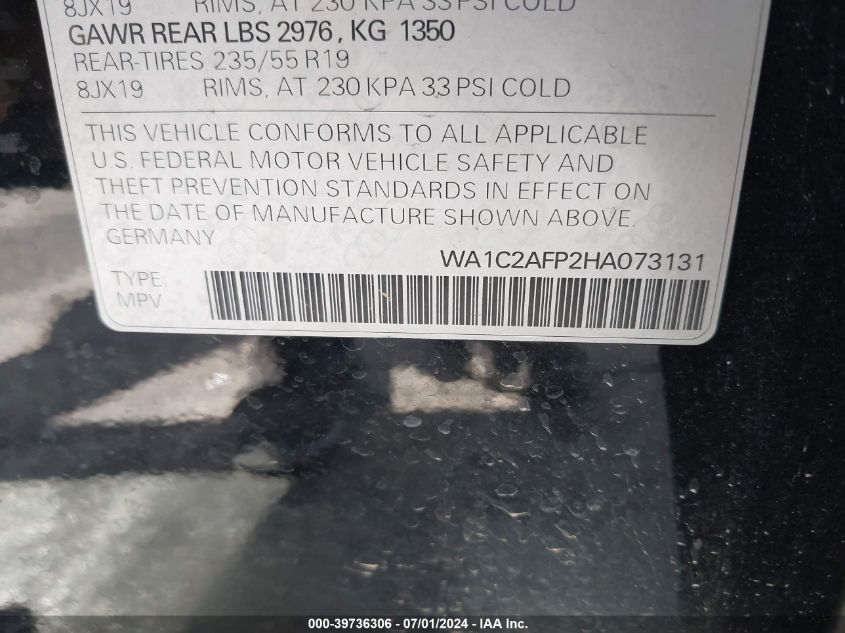 8JX19 RIMS, AT 230 KPA 33 PSI COLD
GAWR REAR LBS 2976, KG 1350
REAR-TIRES 235/55 R19
8JX19 RIMS, AT 230 KPA 33 PSI COLD
THIS VEHICLE CONFORMS TO ALL APPLICABLE
U.S. FEDERAL MOTOR VEHICLE SAFETY AND
THEFT PREVENTION STANDARDS IN EFFECT ON
THE DATE OF MANUFACTURE SHOWN ABOVE.
GERMANY
WA1C2AFP2HA073131
TYPE:
MPV
000-39736306 - 07/01/2024 - IAA Inc.